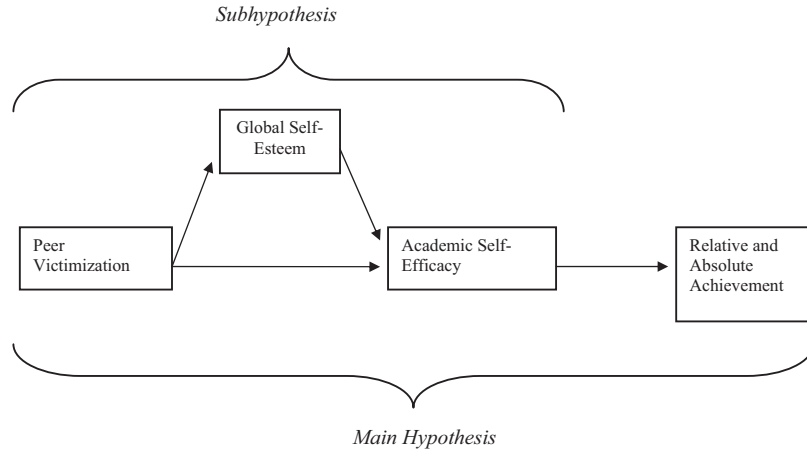 Subhypothesis
Global Self-
Esteem
Peer
Victimization
Academic Self-
Efficacy
Relative and
Absolute
Achievement
Main Hypothesis